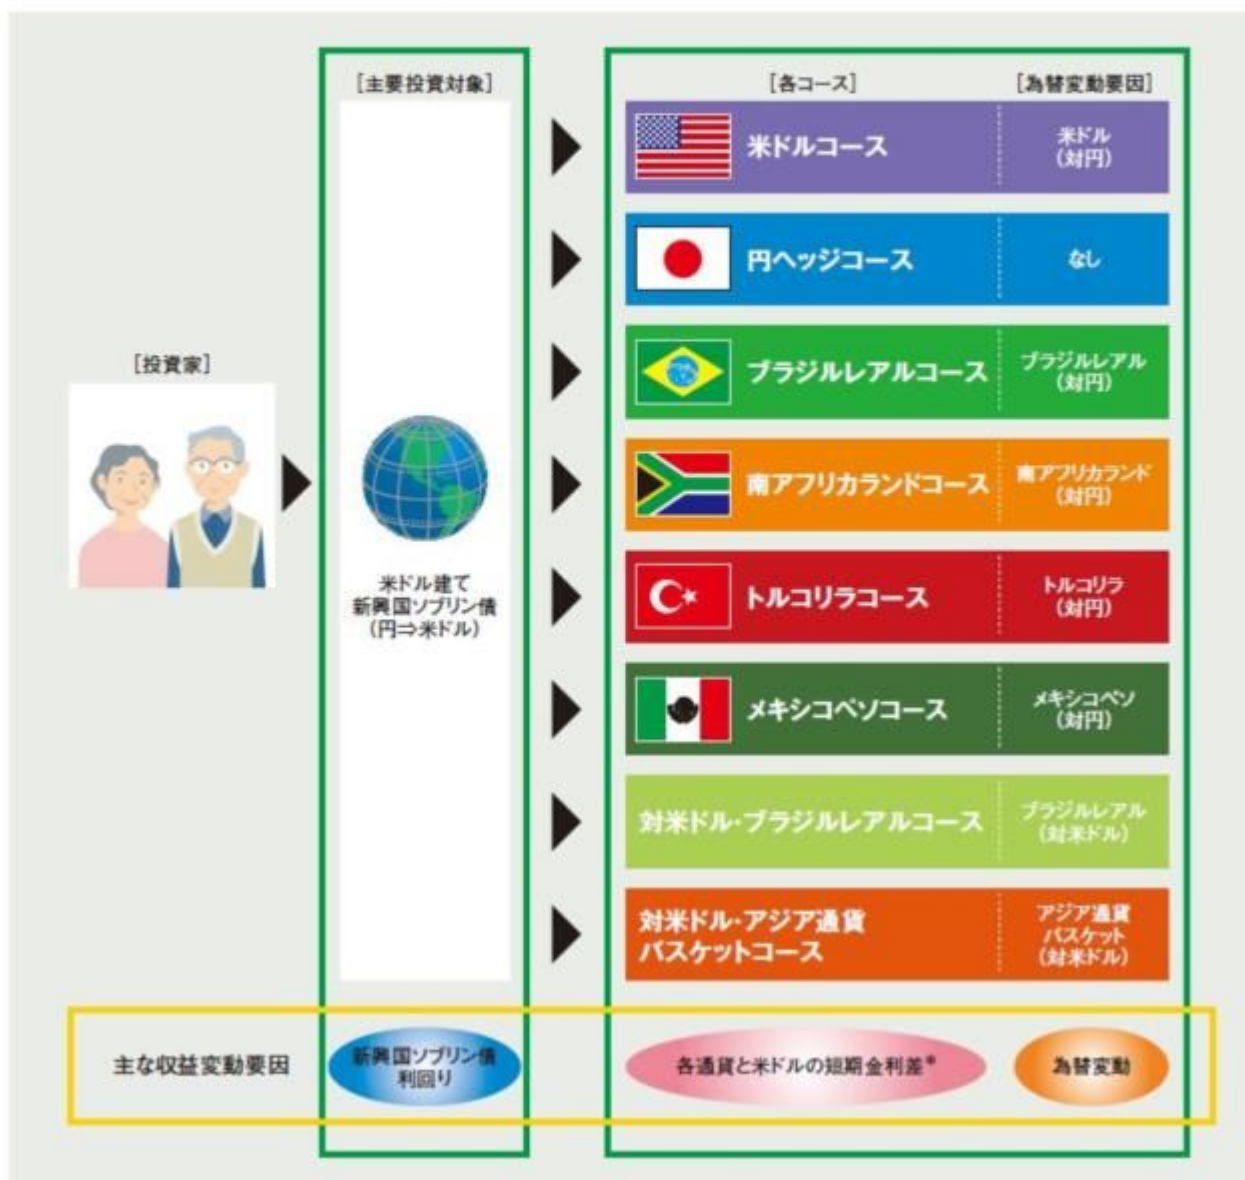 [投資家]
[主要投資対象]
米ドル建て
新興国ソブリン債
(円⇒米ドル)
[各コース]
[為替変動要因]
米ドルコース
米ドル
(対円)
円ヘッジコース
なし
ブラジルレアルコース
ブラジルレアル
(対円)
南アフリカランドコース
南アフリカランド
(対円)
トルコリラコース
トルコリラ
(対円)
メキシコペソコース
メキシコペソ
(対円)
対米ドル・ブラジルレアルコース
ブラジルレアル
(対米ドル)
対米ドル・アジア通貨
バスケットコース
アジア通貨
バスケット
(対米ドル)
主な収益変動要因
新興国ソブリン債
利回り
各通貨と米ドルの短期金利差*
為替変動